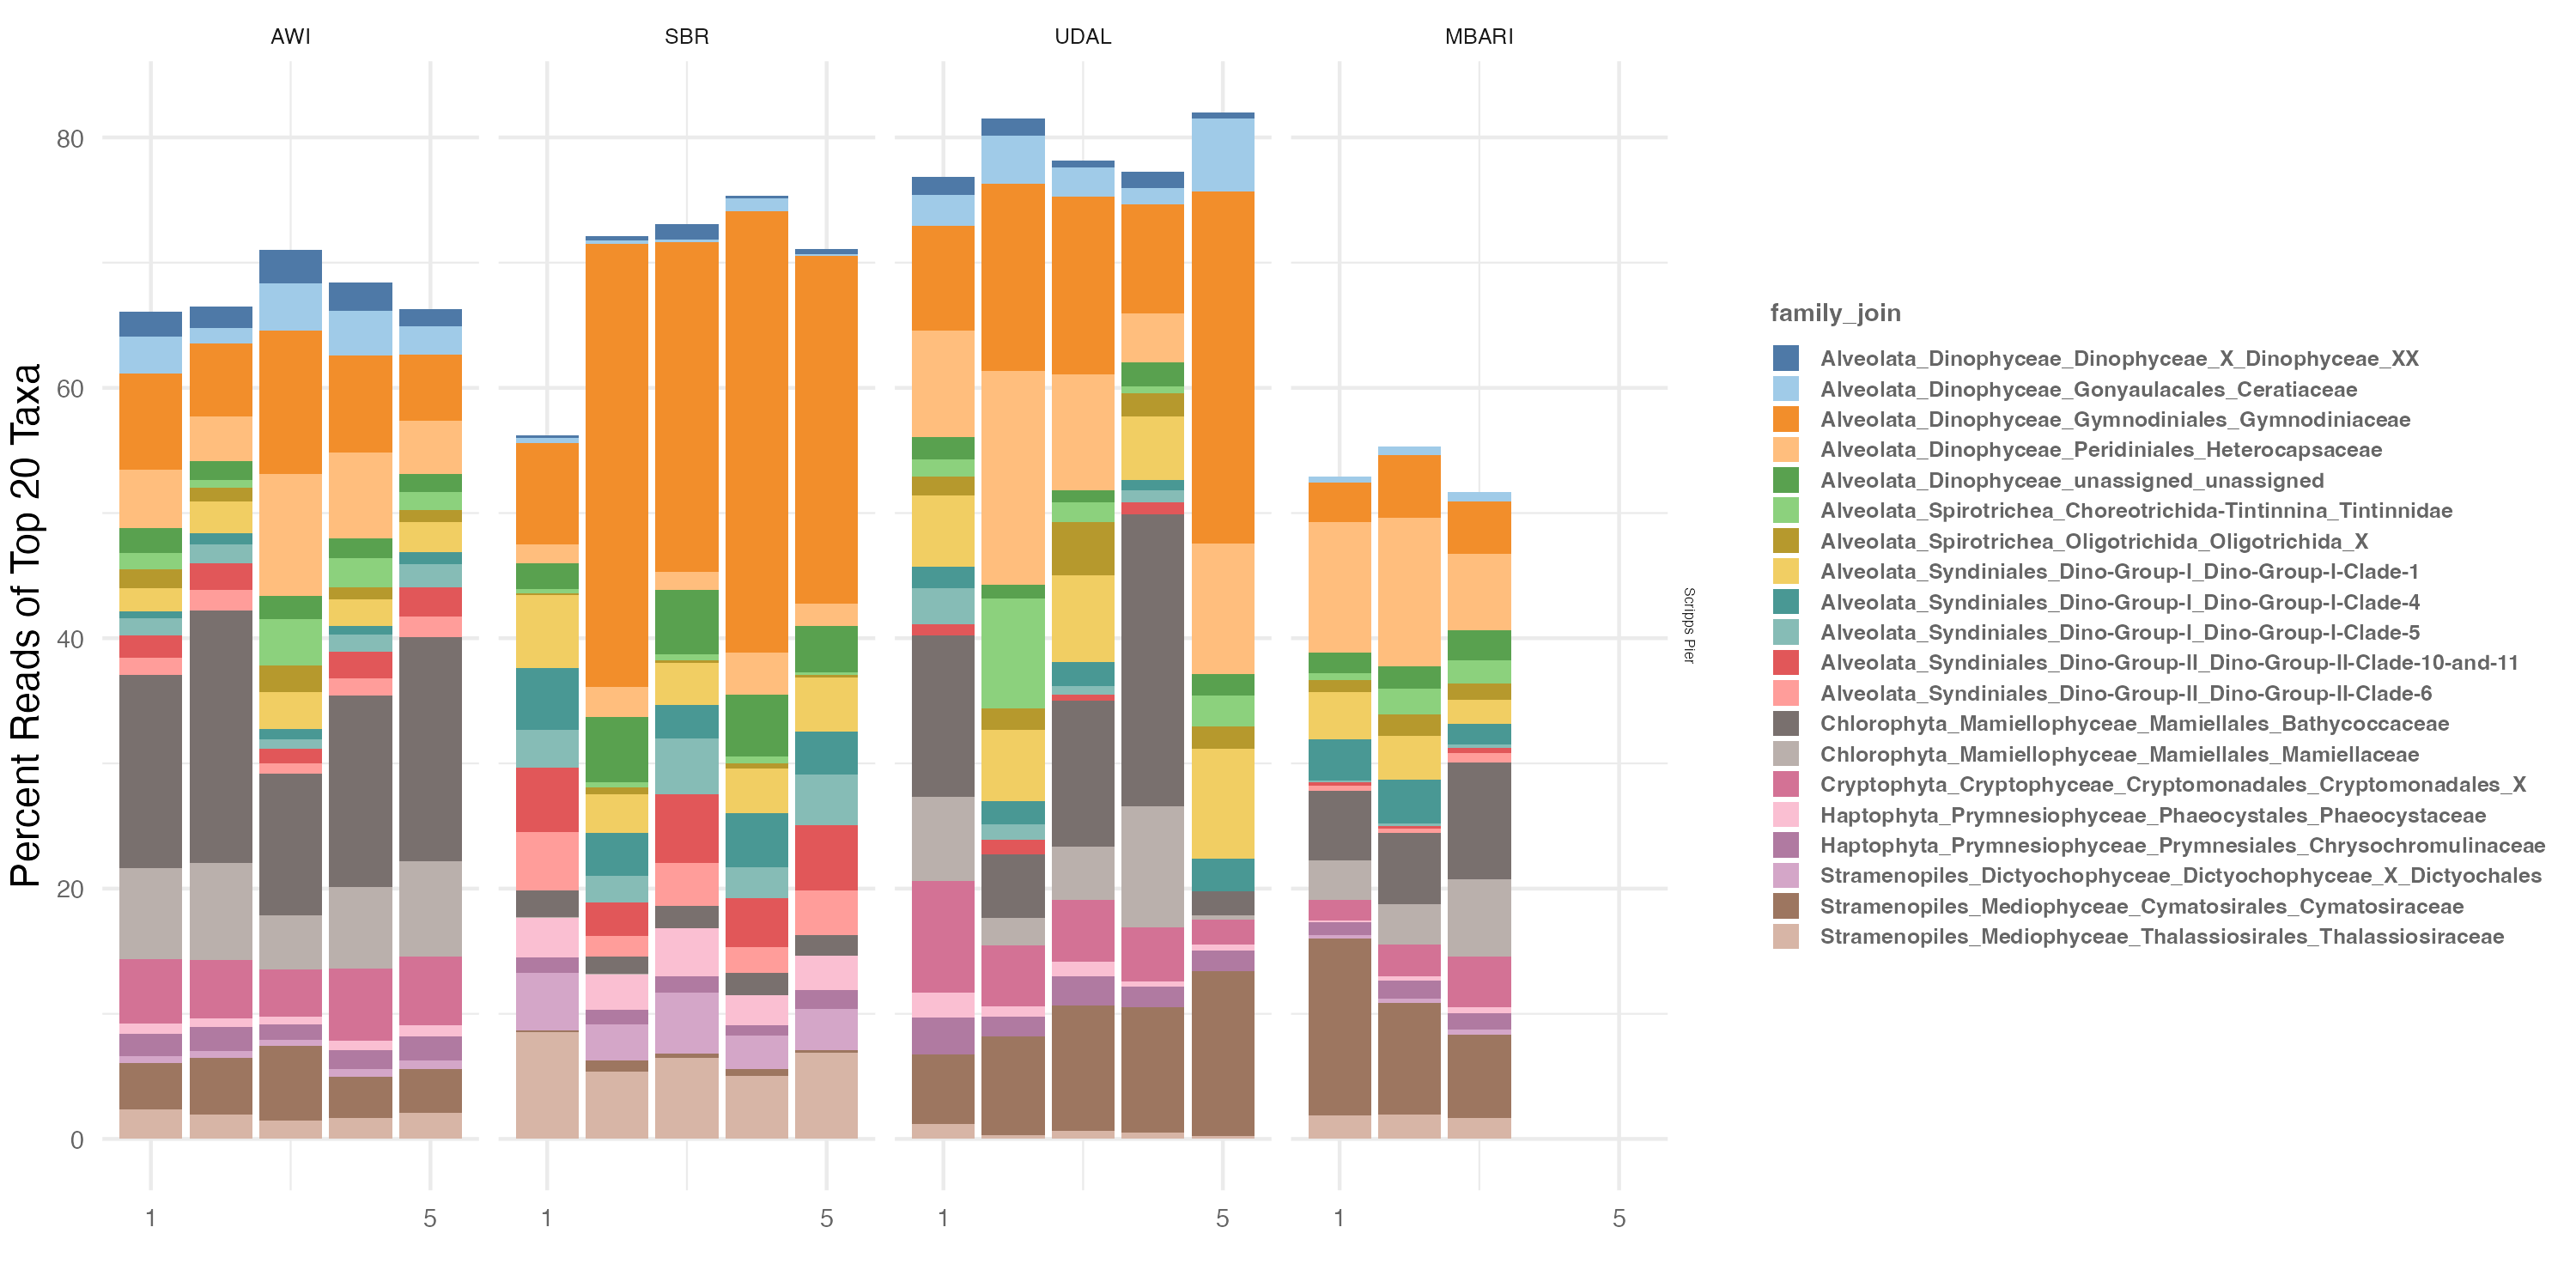 AWI SBR UDAL MBARI
Percent Reads of Top 20 Taxa
80
60
40
20
0
1 5 1 5 1 5 1 5
Scripps Pier
family_join
Alveolata_Dinophyceae_Dinophyceae_X_Dinophyceae_XX
Alveolata_Dinophyceae_Gonyaulacales_Ceratiaceae
Alveolata_Dinophyceae_Gymnodiniales_Gymnodiniaceae
Alveolata_Dinophyceae_Peridiniales_Heterocapsaceae
Alveolata_Dinophyceae_unassigned_unassigned
Alveolata_Spirotrichea_Choreotrichida-Tintinnina_Tintinnidae
Alveolata_Spirotrichea_Oligotrichida_Oligotrichida_X
Alveolata_Syndiniales_Dino-Group-I_Dino-Group-I-Clade-1
Alveolata_Syndiniales_Dino-Group-I_Dino-Group-I-Clade-4
Alveolata_Syndiniales_Dino-Group-I_Dino-Group-I-Clade-5
Alveolata_Syndiniales_Dino-Group-II_Dino-Group-II-Clade-10-and-11
Alveolata_Syndiniales_Dino-Group-II_Dino-Group-II-Clade-6
Chlorophyta_Mamiellophyceae_Mamiellales_Bathycoccaceae
Chlorophyta_Mamiellophyceae_Mamiellales_Mamiellaceae
Cryptophyta_Cryptophyceae_Cryptomonadales_Cryptomonadales_X
Haptophyta_Prymnesiophyceae_Phaeocystales_Phaeocystaceae
Haptophyta_Prymnesiophyceae_Prymnesiales_Chrysochromulinaceae
Stramenopiles_Dictyochophyceae_Dictyochophyceae_X_Dictyochales
Stramenopiles_Mediophyceae_Cymatosirales_Cymatosiraceae
Stramenopiles_Mediophyceae_Thalassiosirales_Thalassiosiraceae